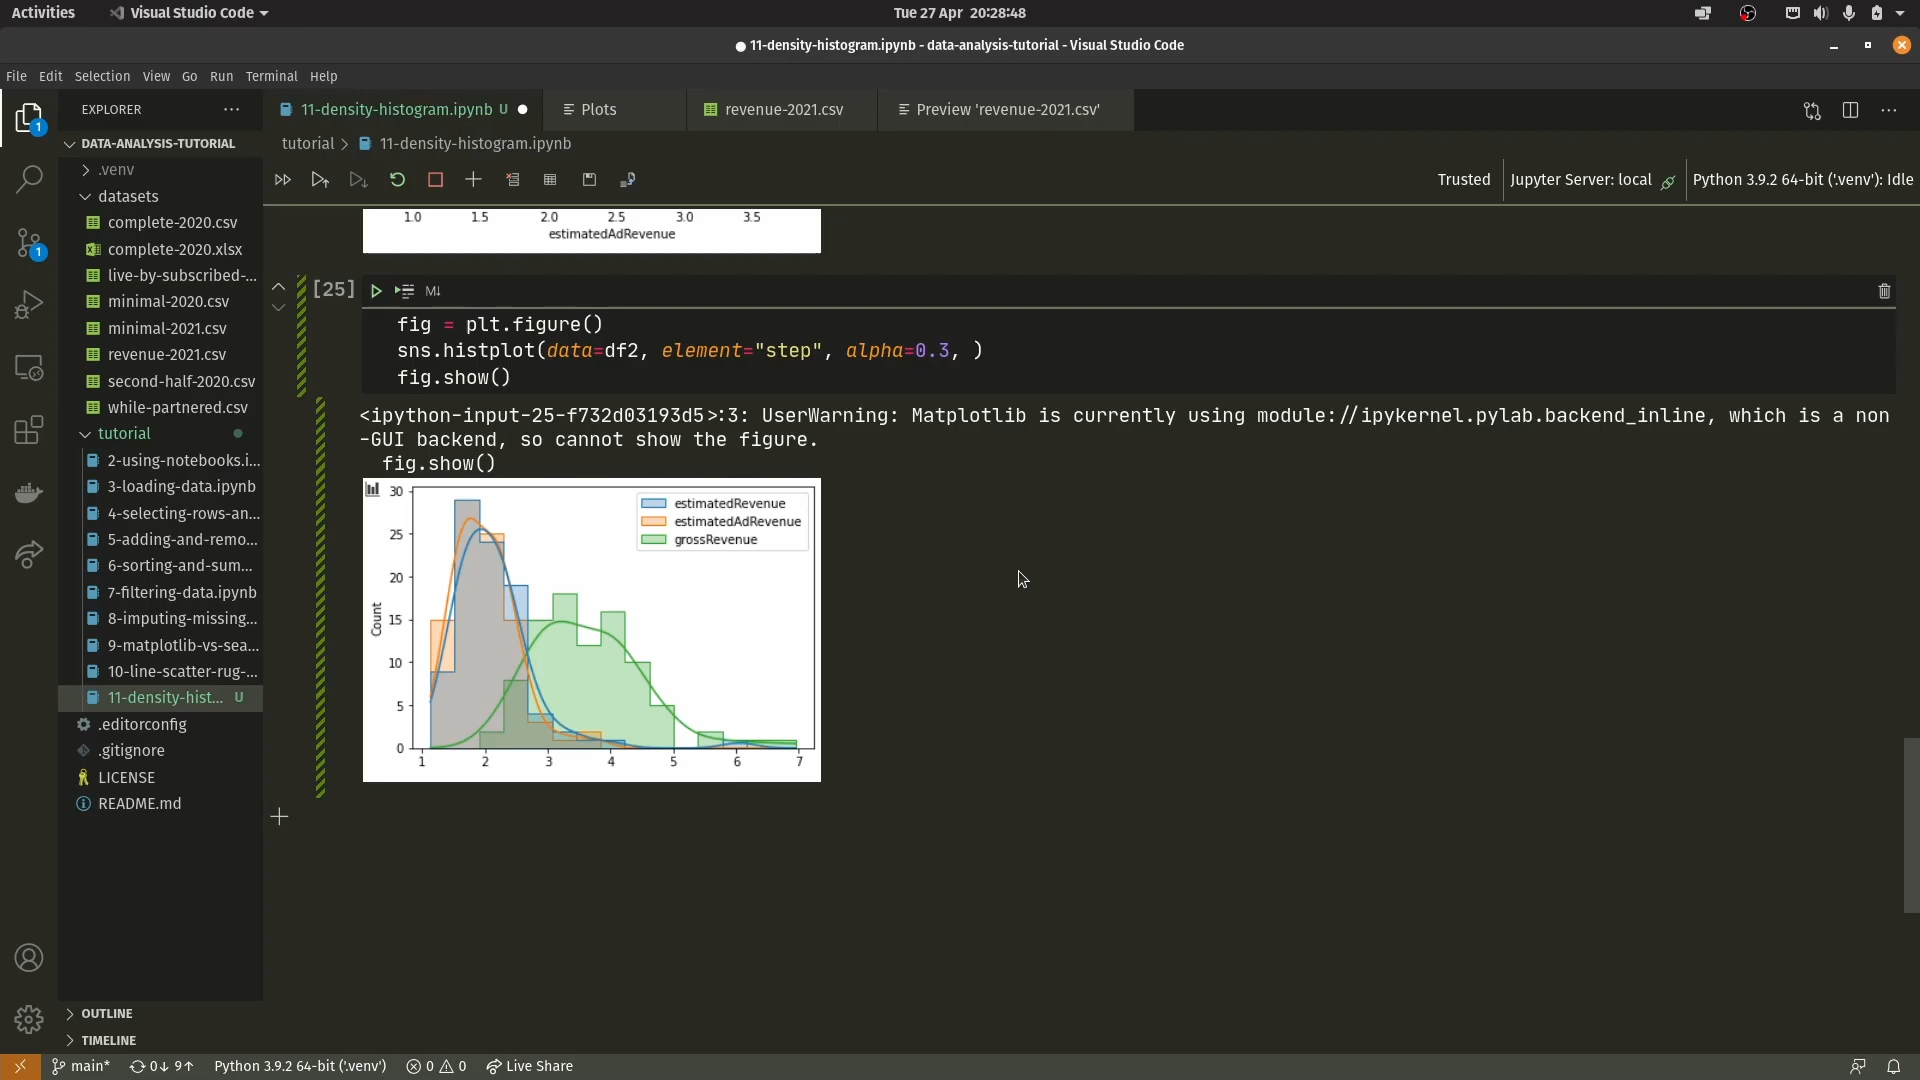 Activities
Visual Studio Code
Tue 27 Apr 20:28:48
11-density-histogram.ipynb - data-analysis-tutorial - Visual Studio Code
File Edit Selection View Go Run Terminal Help
EXPLORER
11-density-histogram.ipynb U
Plots
revenue-2021.csv
Preview 'revenue-2021.csv'
DATA-ANALYSIS-TUTORIAL
tutorial > 11-density-histogram.ipynb
Trusted
Jupyter Server: local
Python 3.9.2 64-bit ('.venv'): Idle
.venv
datasets
complete-2020.csv
complete-2020.xlsx
live-by-subscribed-...
minimal-2020.csv
minimal-2021.csv
revenue-2021.csv
second-half-2020.csv
while-partnered.csv
tutorial
2-using-notebooks.i...
3-loading-data.ipynb
4-selecting-rows-an...
5-adding-and-remo...
6-sorting-and-sum...
7-filtering-data.ipynb
8-imputing-missing...
9-matplotlib-vs-sea...
10-line-scatter-rug-...
11-density-hist... U
.editorconfig
.gitignore
LICENSE
README.md
OUTLINE
TIMELINE
1
1
1.0 1.5 2.0 2.5 3.0 3.5
estimatedAdRevenue
[25]
M↓
fig = plt.figure()
sns.histplot(data=df2, element="step", alpha=0.3, )
fig.show()
<ipython-input-25-f732d03193d5>:3: UserWarning: Matplotlib is currently using module://ipykernel.pylab.backend_inline, which is a non
-GUI backend, so cannot show the figure.
fig.show()
30
25
20
15
10
5
0
Count
estimatedRevenue
estimatedAdRevenue
grossRevenue
1 2 3 4 5 6 7
main* 0↓ 9↑ Python 3.9.2 64-bit ('.venv') 0 0 Live Share